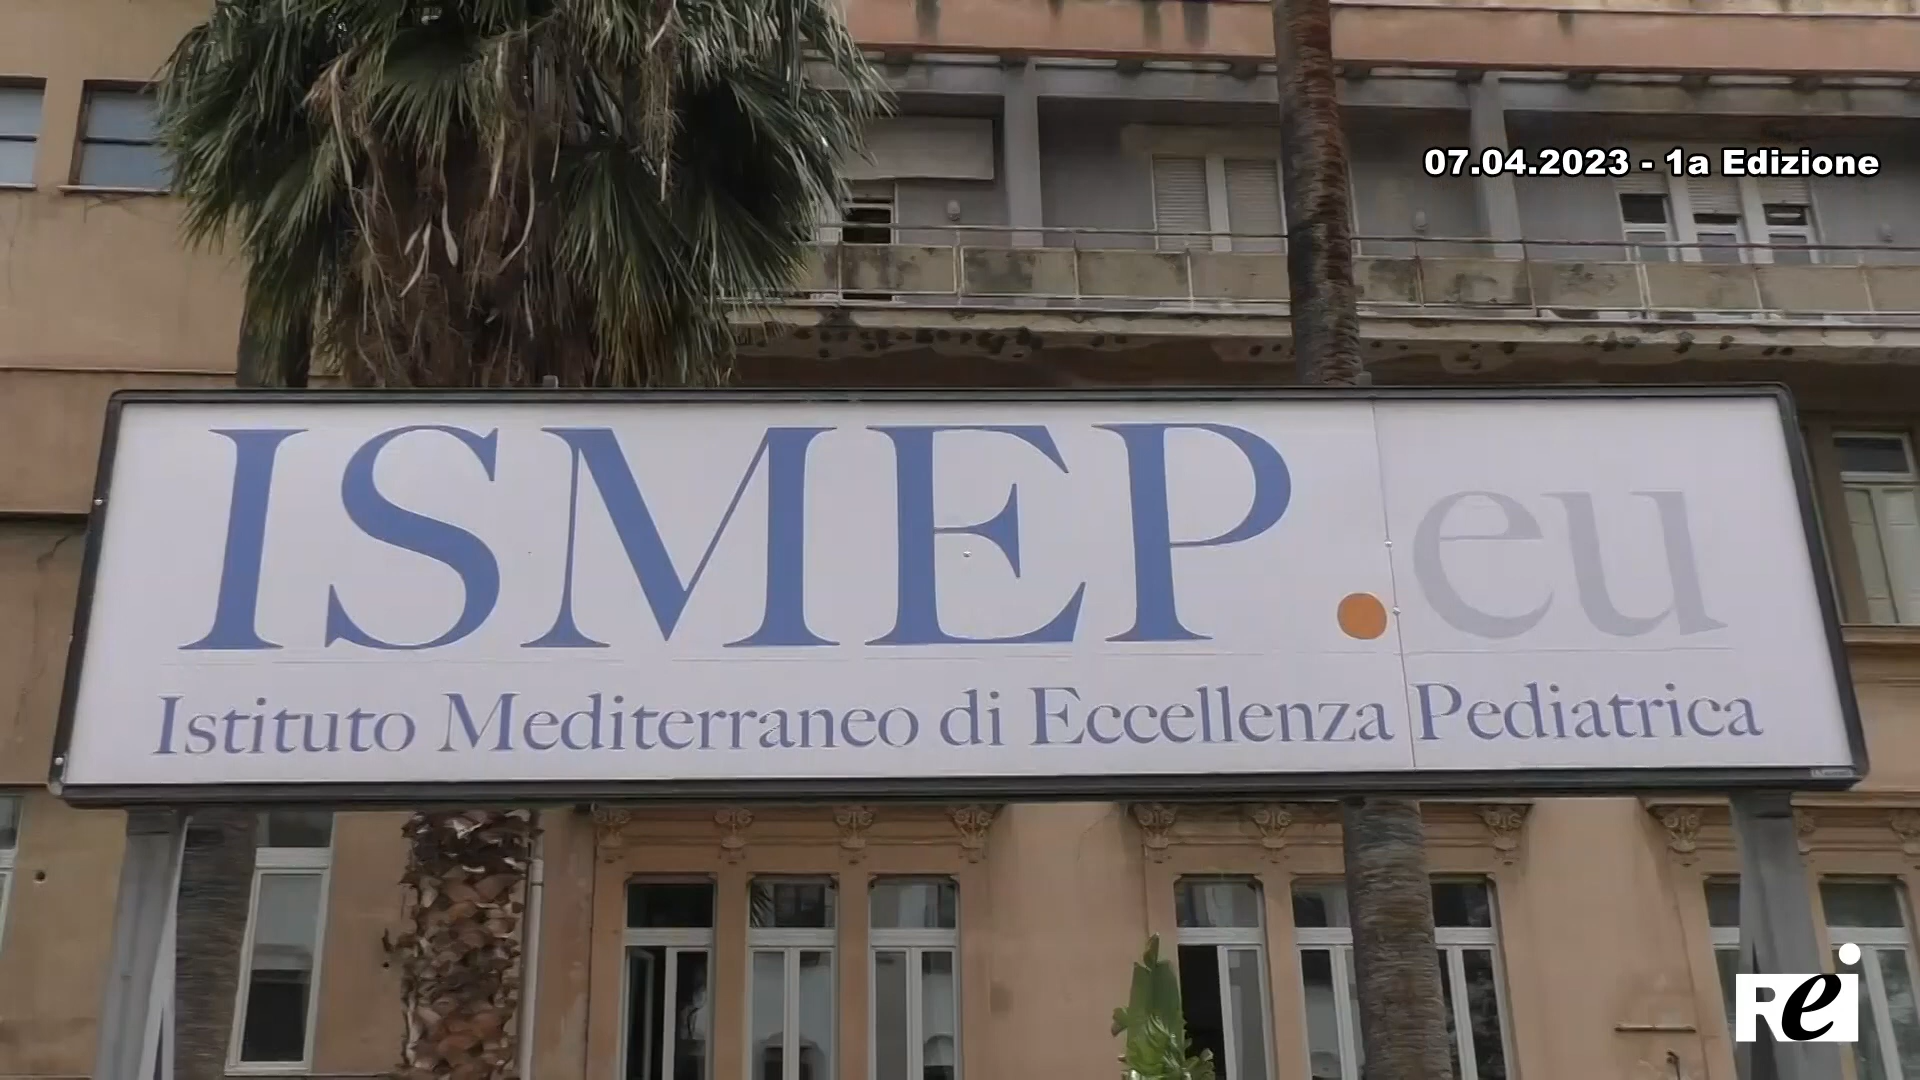 07.04.2023 - 1a Edizione
ISMEP.eu
Istituto Mediterraneo di Eccellenza Pediatrica
Rei